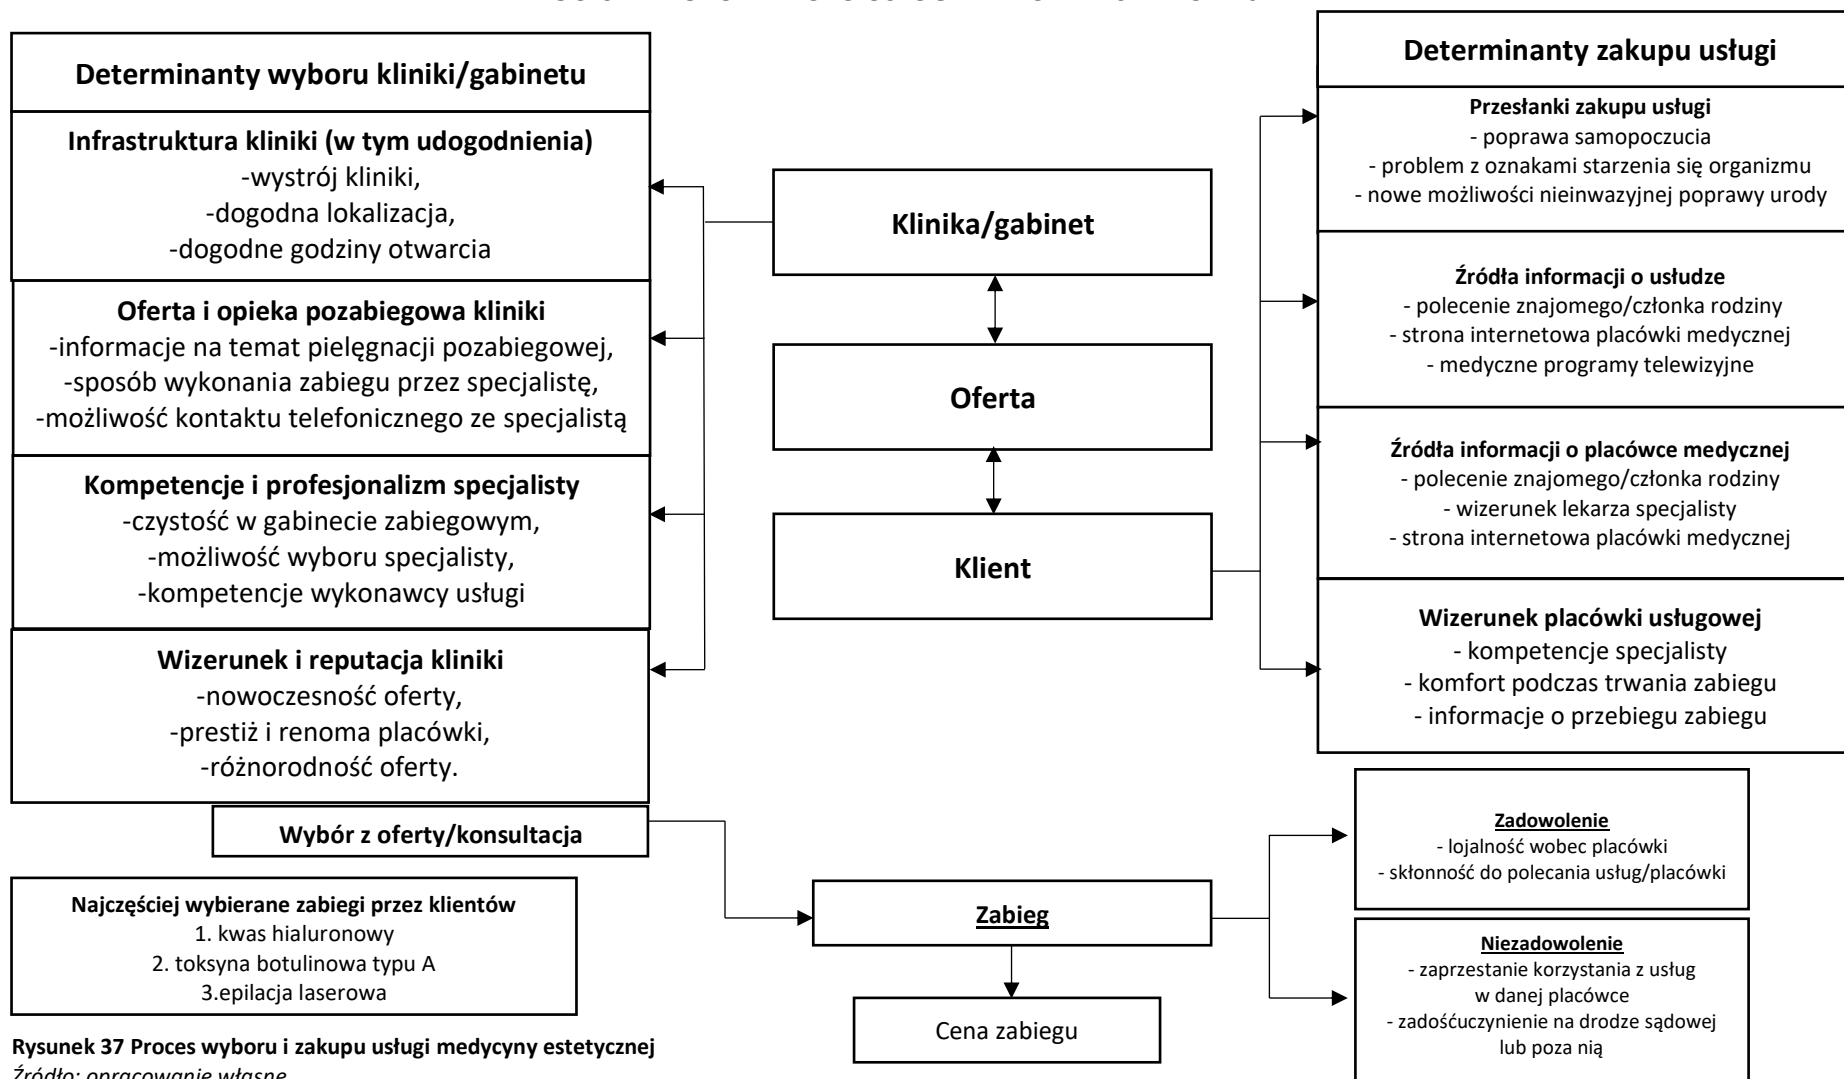 Determinanty wyboru kliniki/gabinetu
Infrastruktura kliniki (w tym udogodnienia)
-wystrój kliniki,
-dogodna lokalizacja,
-dogodne godziny otwarcia
Oferta i opieka pozabiegowa kliniki
-informacje na temat pielęgnacji pozabiegowej,
-sposób wykonania zabiegu przez specjalistę,
-możliwość kontaktu telefonicznego ze specjalistą
Kompetencje i profesjonalizm specjalisty
-czystość w gabinecie zabiegowym,
-możliwość wyboru specjalisty,
-kompetencje wykonawcy usługi
Wizerunek i reputacja kliniki
-nowoczesność oferty,
-prestiż i renoma placówki,
-różnorodność oferty.
Wybór z oferty/konsultacja
Najczęściej wybierane zabiegi przez klientów
1. kwas hialuronowy
2. toksyna botulinowa typu A
3.epilacja laserowa
Klinika/gabinet
Oferta
Klient
Zabieg
Cena zabiegu
Determinanty zakupu usługi
Przesłanki zakupu usługi
- poprawa samopoczucia
- problem z oznakami starzenia się organizmu
- nowe możliwości nieinwazyjnej poprawy urody
Źródła informacji o usłudze
- polecenie znajomego/członka rodziny
- strona internetowa placówki medycznej
- medyczne programy telewizyjne
Źródła informacji o placówce medycznej
- polecenie znajomego/członka rodziny
- wizerunek lekarza specjalisty
- strona internetowa placówki medycznej
Wizerunek placówki usługowej
- kompetencje specjalisty
- komfort podczas trwania zabiegu
- informacje o przebiegu zabiegu
Zadowolenie
- lojalność wobec placówki
- skłonność do polecania usług/placówki
Niezadowolenie
- zaprzestanie korzystania z usług
w danej placówce
- zadośćuczynienie na drodze sądowej
lub poza nią
Rysunek 37 Proces wyboru i zakupu usługi medycyny estetycznej
Źródło: opracowanie własne